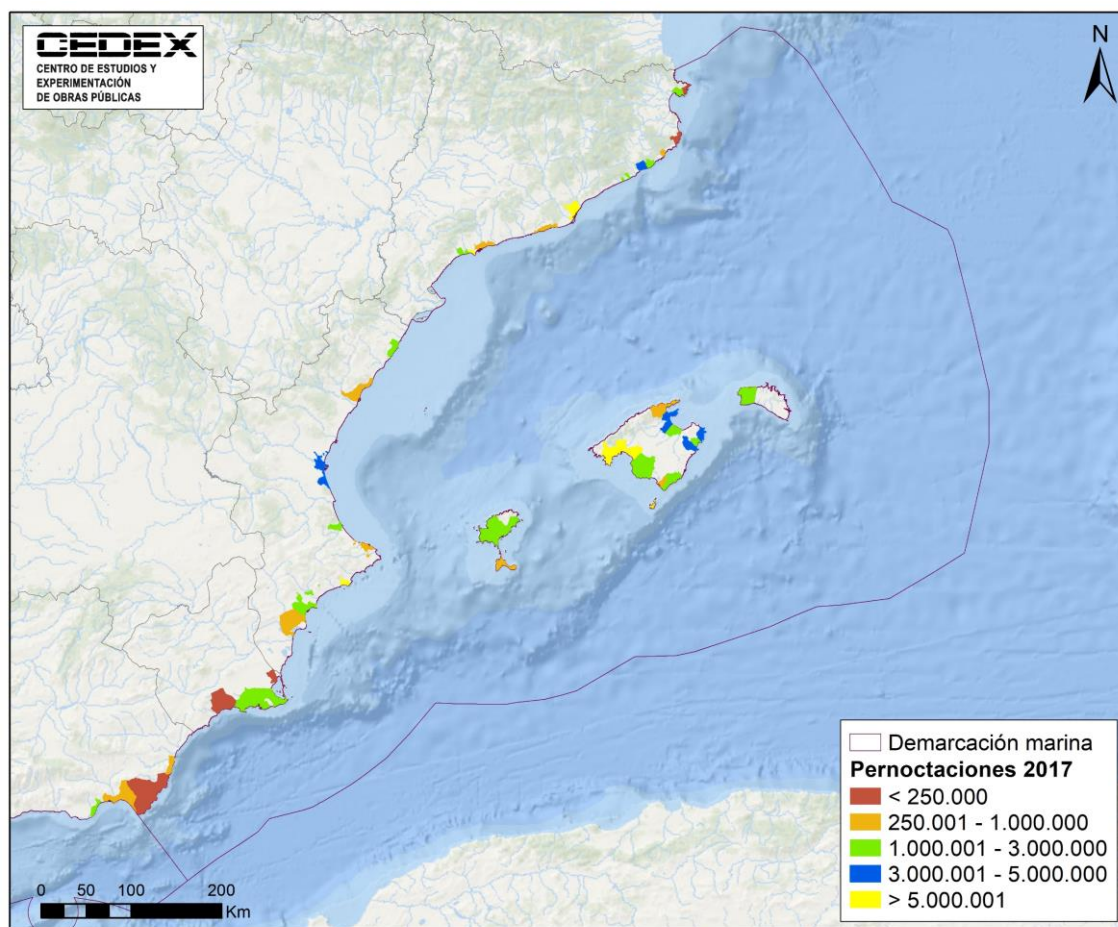 CEDEX
CENTRO DE ESTUDIOS Y
EXPERIMENTACIÓN
DE OBRAS PÚBLICAS
N
Demarcación marina
Pernoctaciones 2017
< 250.000
250.001 - 1.000.000
1.000.001 - 3.000.000
3.000.001 - 5.000.000
> 5.000.001
0 50 100 200
Km